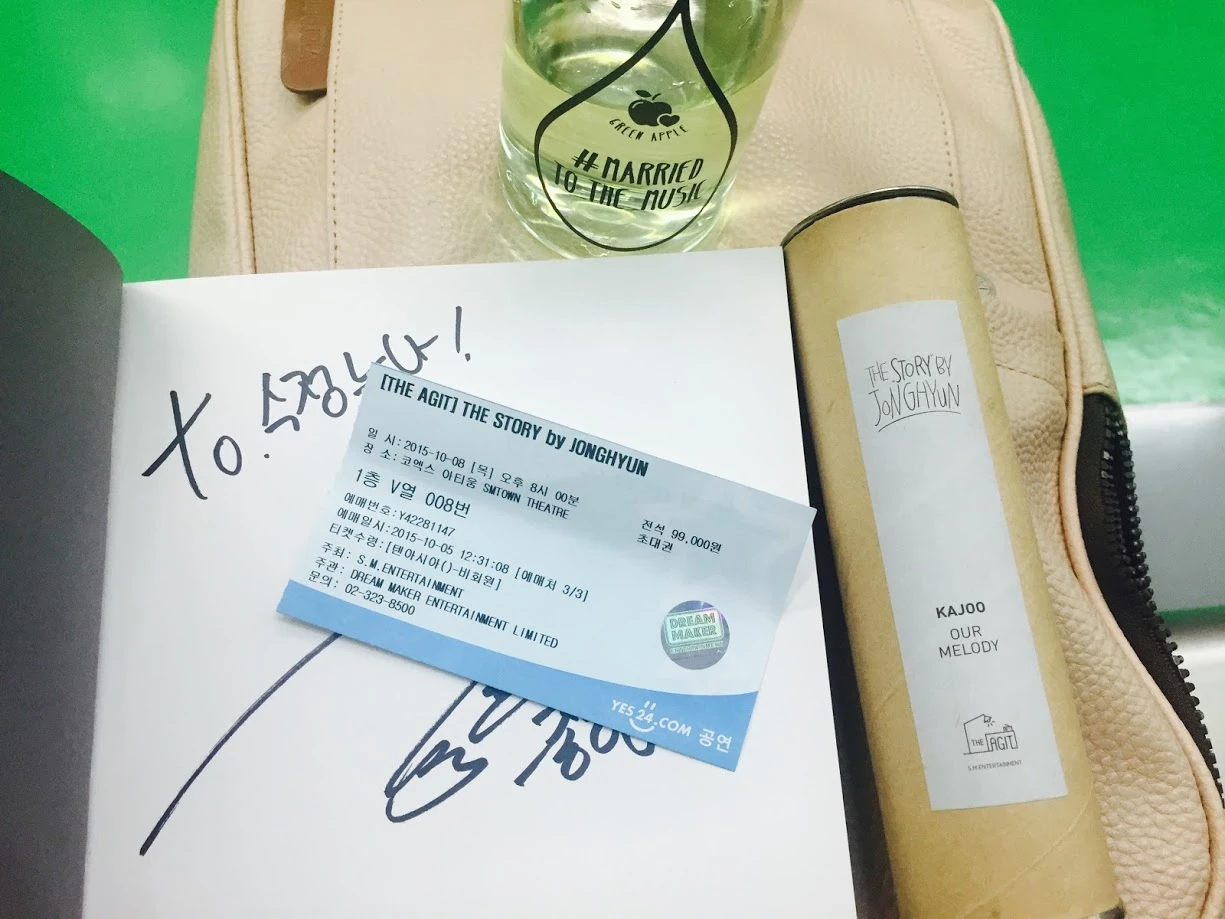 GREEN APPLE
#MARRIED
TO THE MUSIC
To. 수정누나!
[THE AGIT] THE STORY by JONGHYUN
일 시:2015-10-08 [목] 오후 8시 00분
장 소:코엑스 아티움 SMTOWN THEATRE
1층 V열 008번
전석 99,000원
초대권
예매번호:Y42281147
예매일시:2015-10-05 12:31:08 [예매처 3/3]
티켓수령:[텐아시아()-비회원]
주최: S.M.ENTERTAINMENT
주관: DREAM MAKER ENTERTAINMENT LIMITED
문의: 02-323-8500
DREAM
MAKER
YES24.COM 공연
THE STORY BY
JONGHYUN
KAJOO
OUR
MELODY
THE AGIT
S.M.ENTERTAINMENT